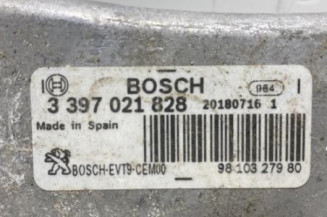 BOSCH 984
3 397 021 828 20180716 1
Made in Spain
BOSCH-EVT9-CEM00
98 103 279 80